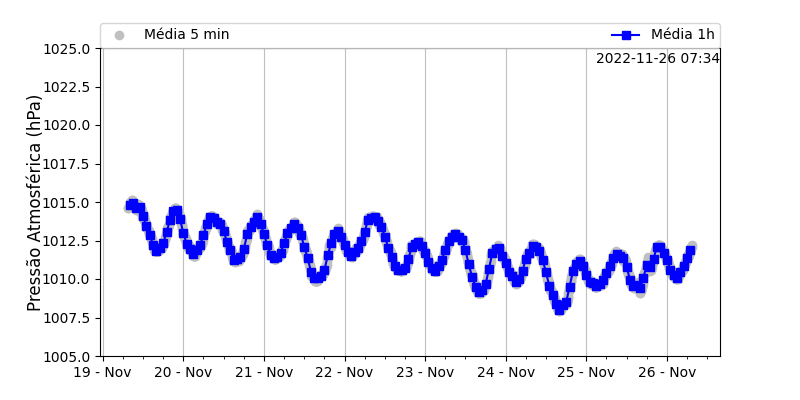 Média 5 min
Média 1h
2022-11-26 07:34
Pressão Atmosférica (hPa)
1025.0
1022.5
1020.0
1017.5
1015.0
1012.5
1010.0
1007.5
1005.0
19 - Nov
20 - Nov
21 - Nov
22 - Nov
23 - Nov
24 - Nov
25 - Nov
26 - Nov